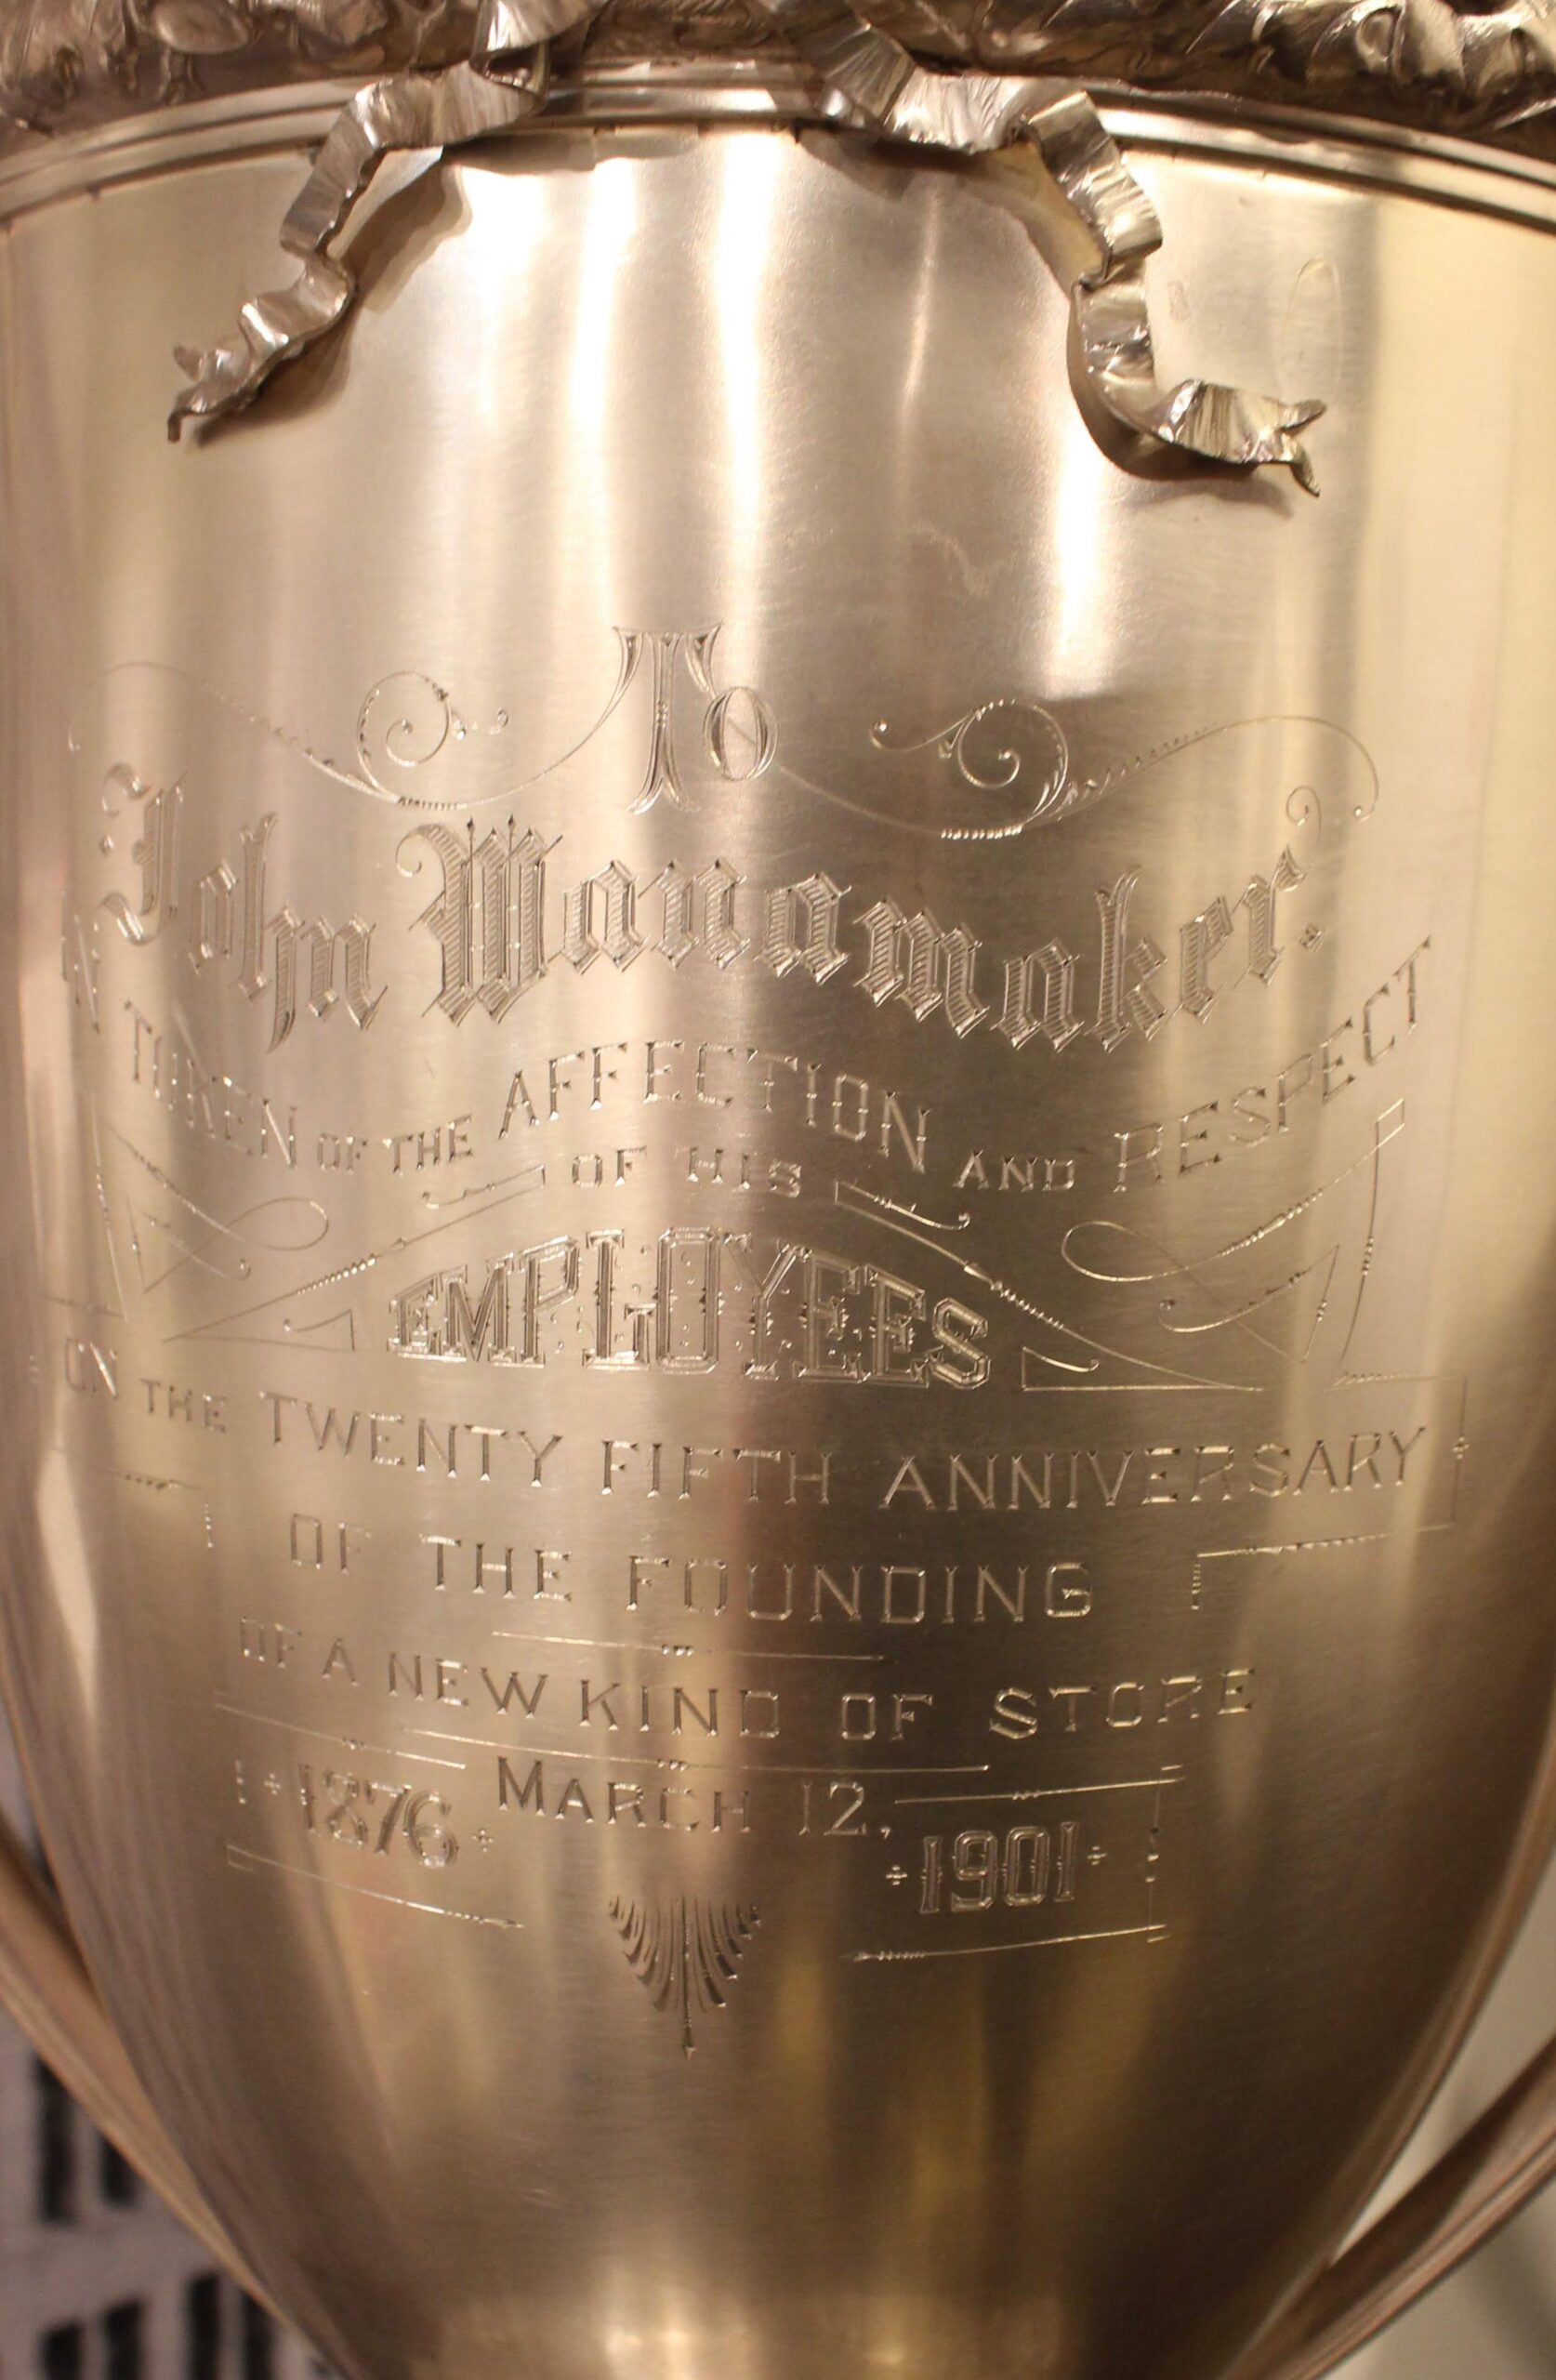 To
John Wanamaker.
IN TOKEN OF THE AFFECTION AND RESPECT
OF HIS
EMPLOYEES
ON THE TWENTY FIFTH ANNIVERSARY
OF THE FOUNDING
OF A NEW KIND OF STORE
MARCH 12,
1876 1901